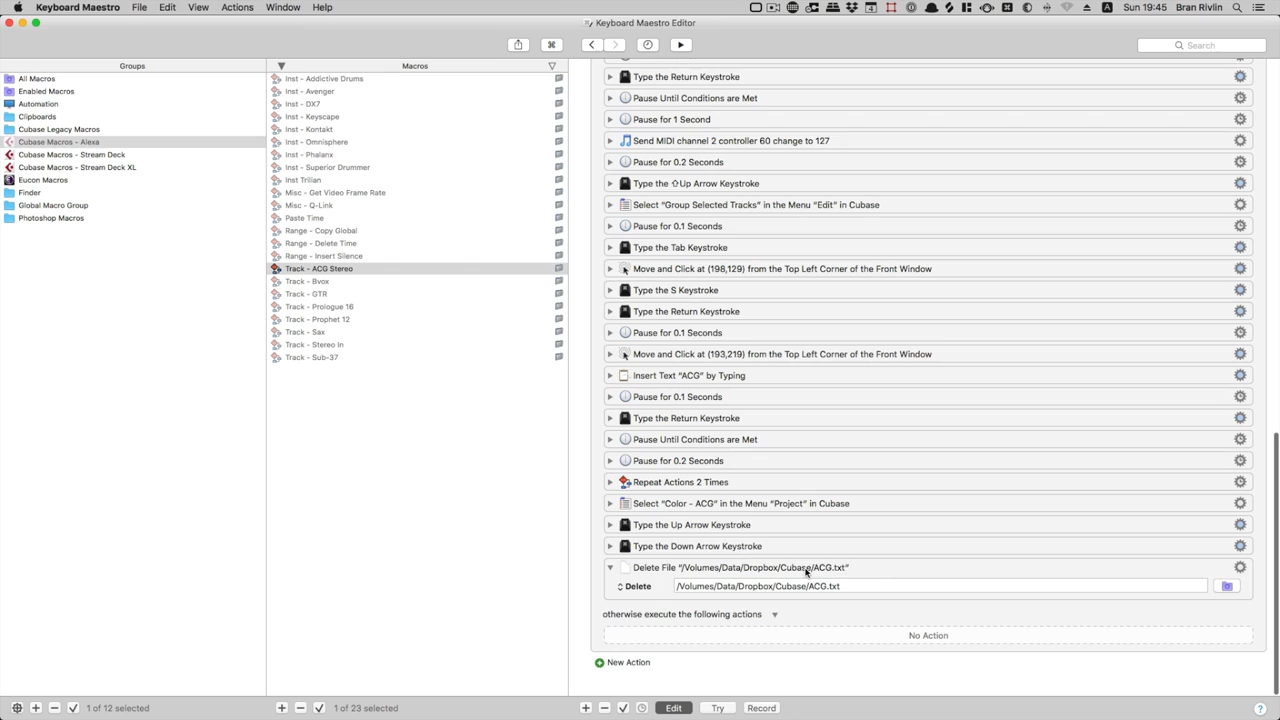 Keyboard Maestro File Edit View Actions Window Help
Sun 19:45 Bran Rivlin
Keyboard Maestro Editor
Search
Groups
Macros
All Macros
Enabled Macros
Automation
Clipboards
Cubase Legacy Macros
Cubase Macros - Alexa
Cubase Macros - Stream Deck
Cubase Macros - Stream Deck XL
Eucon Macros
Finder
Global Macro Group
Photoshop Macros
Inst - Addictive Drums
Inst - Avenger
Inst - DX7
Inst - Keyscape
Inst - Kontakt
Inst - Omnisphere
Inst - Phalanx
Inst - Superior Drummer
Inst Trilian
Misc - Get Video Frame Rate
Misc - Q-Link
Paste Time
Range - Copy Global
Range - Delete Time
Range - Insert Silence
Track - ACG Stereo
Track - Bvox
Track - GTR
Track - Prologue 16
Track - Prophet 12
Track - Sax
Track - Stereo in
Track - Sub-37
Type the Return Keystroke
Pause Until Conditions are Met
Pause for 1 Second
Send MIDI channel 2 controller 60 change to 127
Pause for 0.2 Seconds
Type the ⇧Up Arrow Keystroke
Select “Group Selected Tracks” in the Menu “Edit” in Cubase
Pause for 0.1 Seconds
Type the Tab Keystroke
Move and Click at (198,129) from the Top Left Corner of the Front Window
Type the S Keystroke
Type the Return Keystroke
Pause for 0.1 Seconds
Move and Click at (193,219) from the Top Left Corner of the Front Window
Insert Text “ACG” by Typing
Pause for 0.1 Seconds
Type the Return Keystroke
Pause Until Conditions are Met
Pause for 0.2 Seconds
Repeat Actions 2 Times
Select “Color - ACG” in the Menu “Project” in Cubase
Type the Up Arrow Keystroke
Type the Down Arrow Keystroke
Delete File “/Volumes/Data/Dropbox/Cubase/ACG.txt”
Delete /Volumes/Data/Dropbox/Cubase/ACG.txt
otherwise execute the following actions
No Action
New Action
1 of 12 selected
1 of 23 selected
Edit Try Record